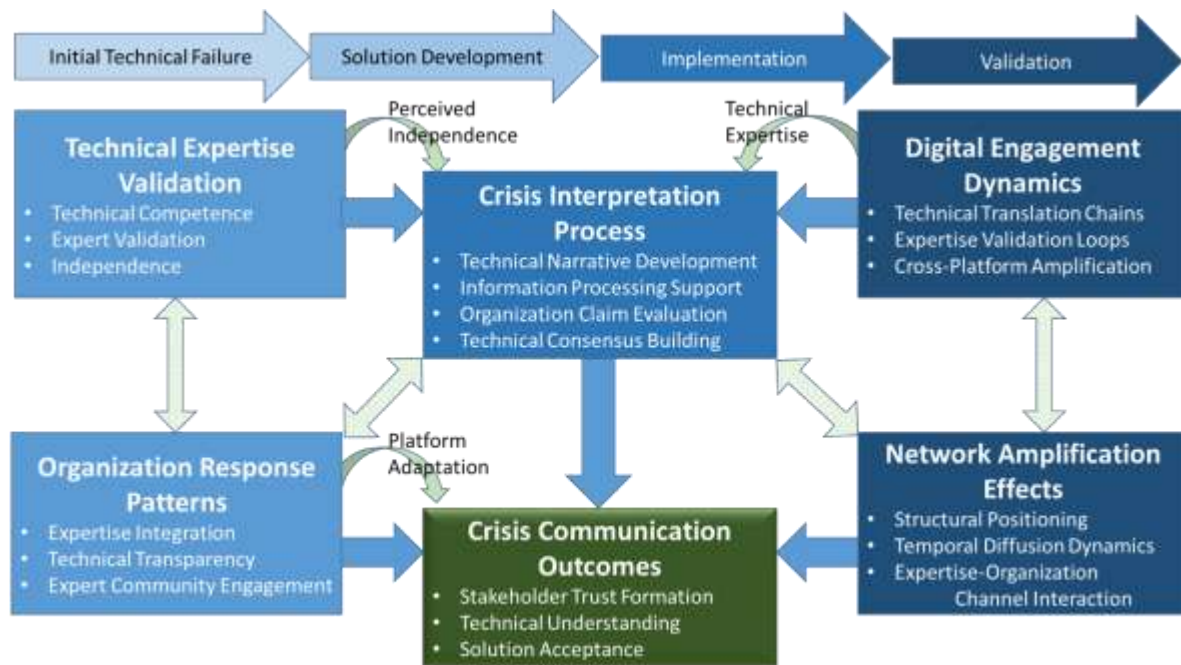 Initial Technical Failure
Solution Development
Implementation
Validation
Perceived
Independence
Technical
Expertise
Technical Expertise
Validation
• Technical Competence
• Expert Validation
• Independence
Crisis Interpretation
Process
• Technical Narrative Development
• Information Processing Support
• Organization Claim Evaluation
• Technical Consensus Building
Digital Engagement
Dynamics
• Technical Translation Chains
• Expertise Validation Loops
• Cross-Platform Amplification
Organization Response
Patterns
• Expertise Integration
• Technical Transparency
• Expert Community Engagement
Platform
Adaptation
Crisis Communication
Outcomes
• Stakeholder Trust Formation
• Technical Understanding
• Solution Acceptance
Network Amplification
Effects
• Structural Positioning
• Temporal Diffusion Dynamics
• Expertise-Organization
Channel Interaction